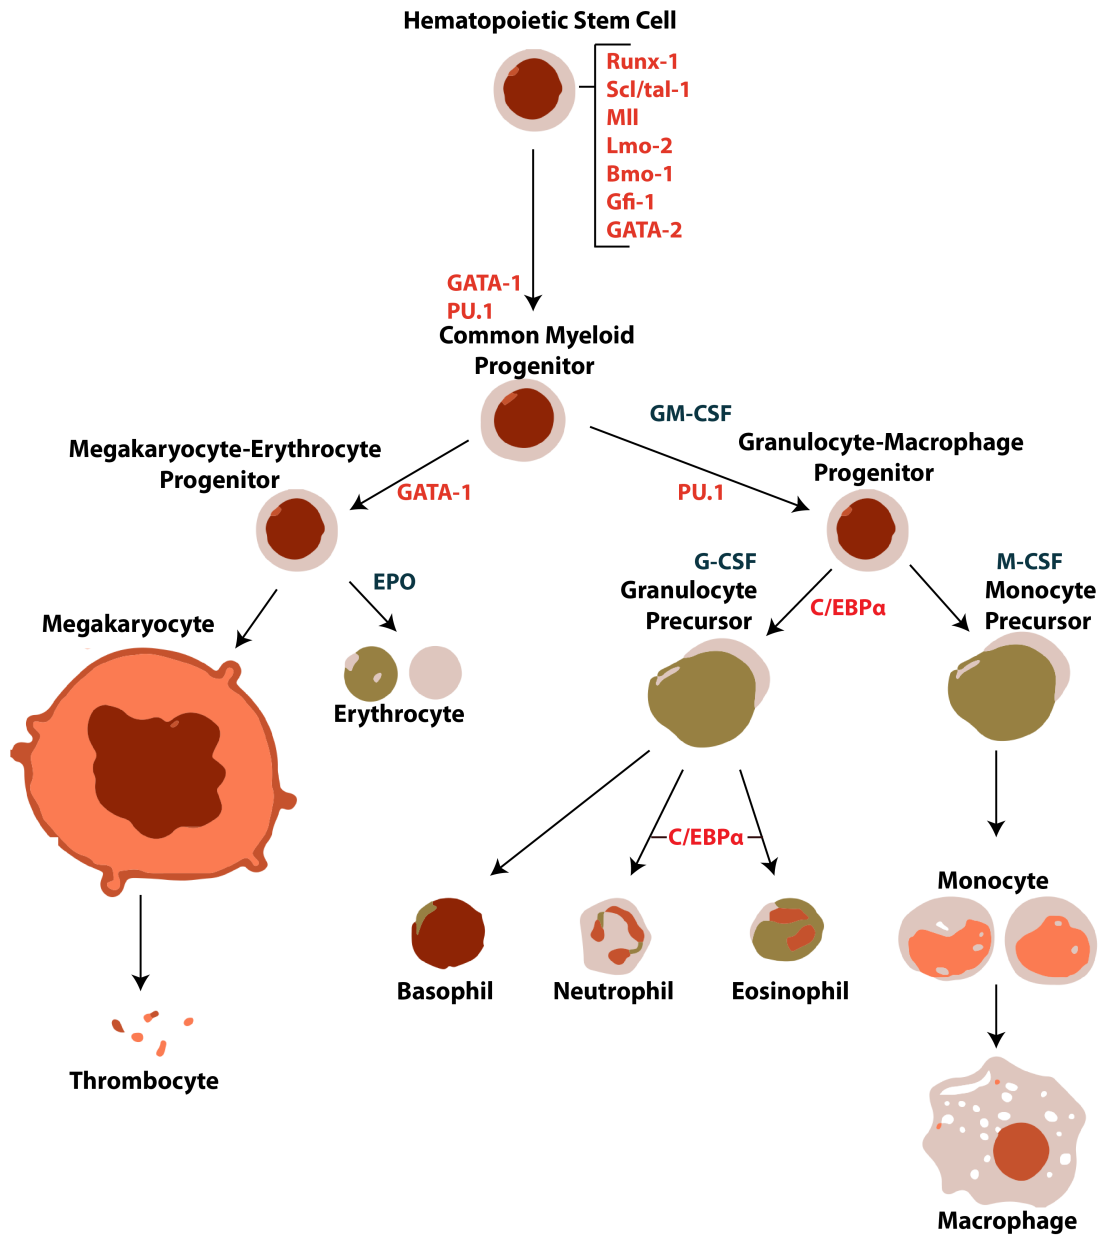 Hematopoietic Stem Cell
Runx-1
Scl/tal-1
Mll
Lmo-2
Bmo-1
Gfi-1
GATA-2
GATA-1
PU.1
Common Myeloid
Progenitor
GM-CSF
Megakaryocyte-Erythrocyte
Progenitor
GATA-1
PU.1
Granulocyte-Macrophage
Progenitor
EPO
G-CSF
Granulocyte
Precursor
C/EBPα
M-CSF
Monocyte
Precursor
Megakaryocyte
Erythrocyte
C/EBPα
Monocyte
Basophil
Neutrophil
Eosinophil
Thrombocyte
Macrophage